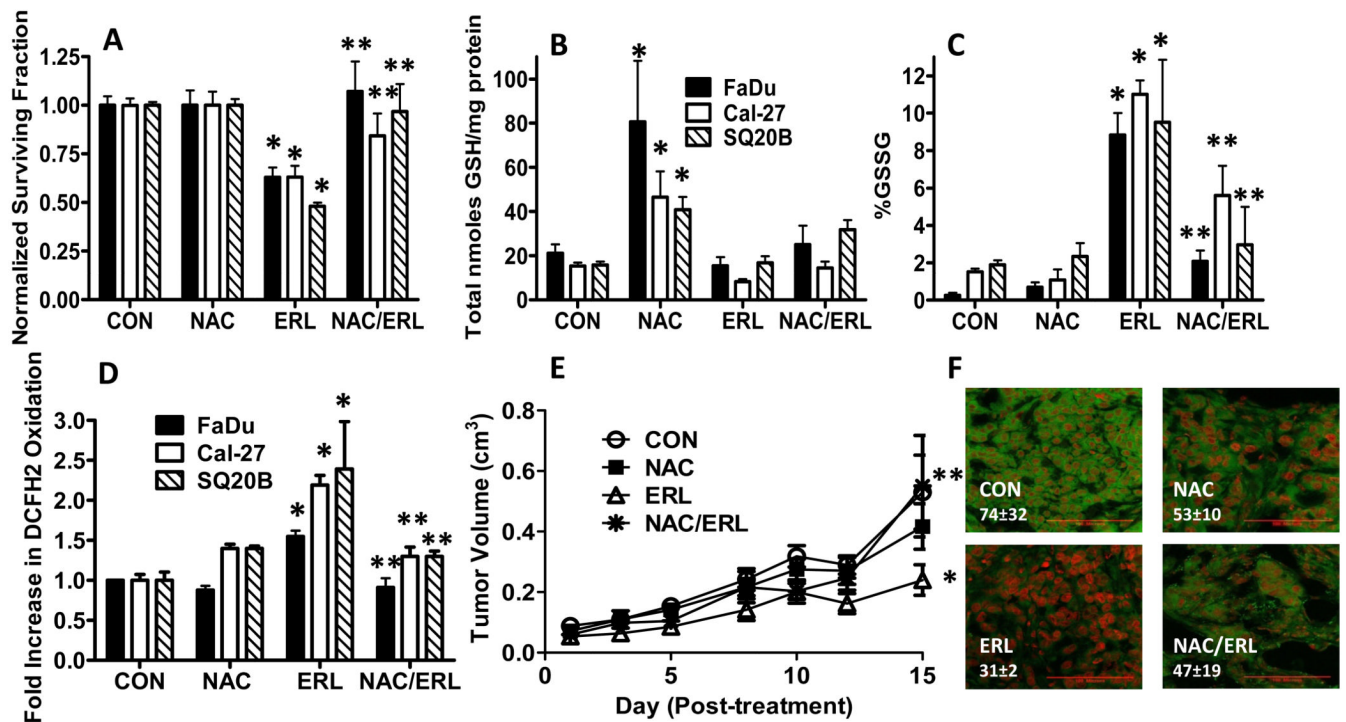 A
Normalized Surviving Fraction
1.25
1.00
0.75
0.50
0.25
0.00
** ** **
* * *
CON NAC ERL NAC/ERL
B
Total nmoles GSH/mg protein
100
80
60
40
20
0
* * *
FaDu
Cal-27
SQ20B
CON NAC ERL NAC/ERL
C
%GSSG
12
10
8
6
4
2
0
* * *
** ** **
CON NAC ERL NAC/ERL
D
Fold Increase in DCFH2 Oxidation
3.0
2.5
2.0
1.5
1.0
0.5
0.0
FaDu
Cal-27
SQ20B
* * *
** ** **
CON NAC ERL NAC/ERL
E
Tumor Volume (cm3)
0.8
0.6
0.4
0.2
0.0
CON
NAC
ERL
NAC/ERL
**
*
0 5 10 15
Day (Post-treatment)
F
CON
74±32
NAC
53±10
ERL
31±2
NAC/ERL
47±19